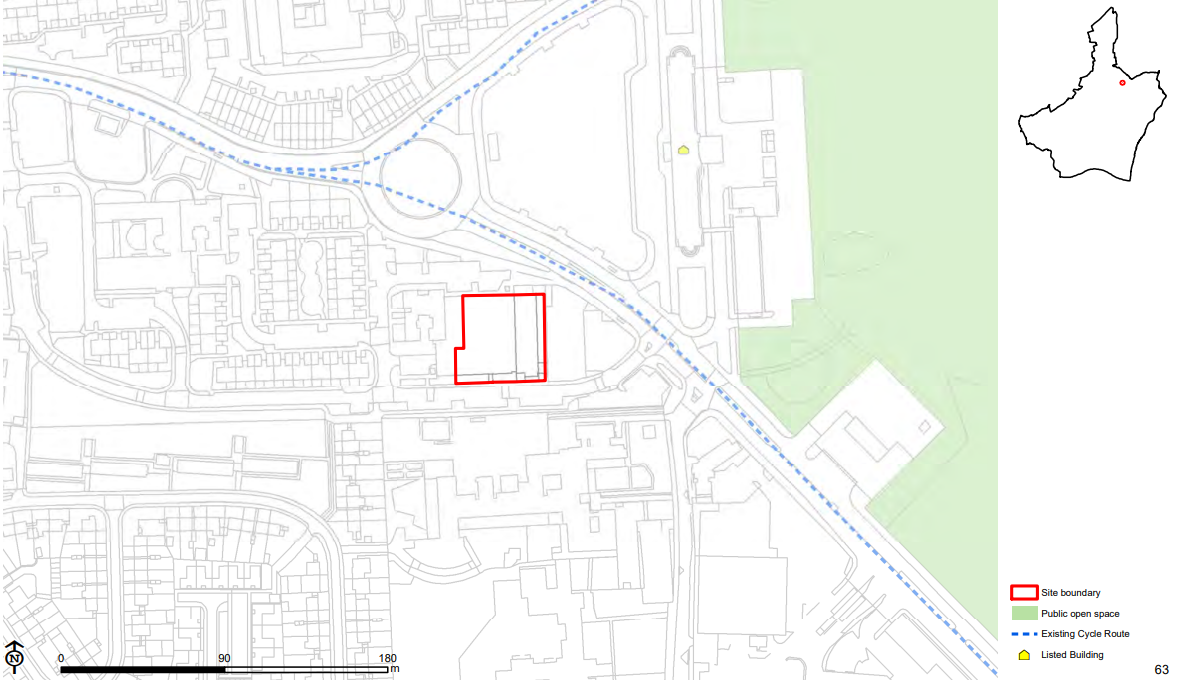 Site boundary
Public open space
Existing Cycle Route
Listed Building
N
0 90 180
m
63